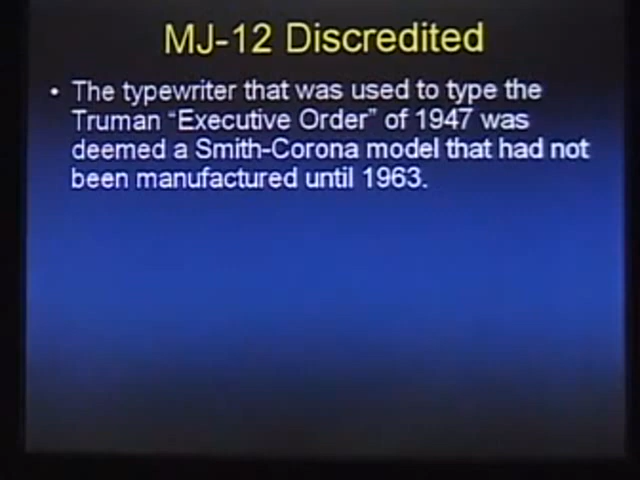 MJ-12 Discredited
• The typewriter that was used to type the
Truman “Executive Order” of 1947 was
deemed a Smith-Corona model that had not
been manufactured until 1963.